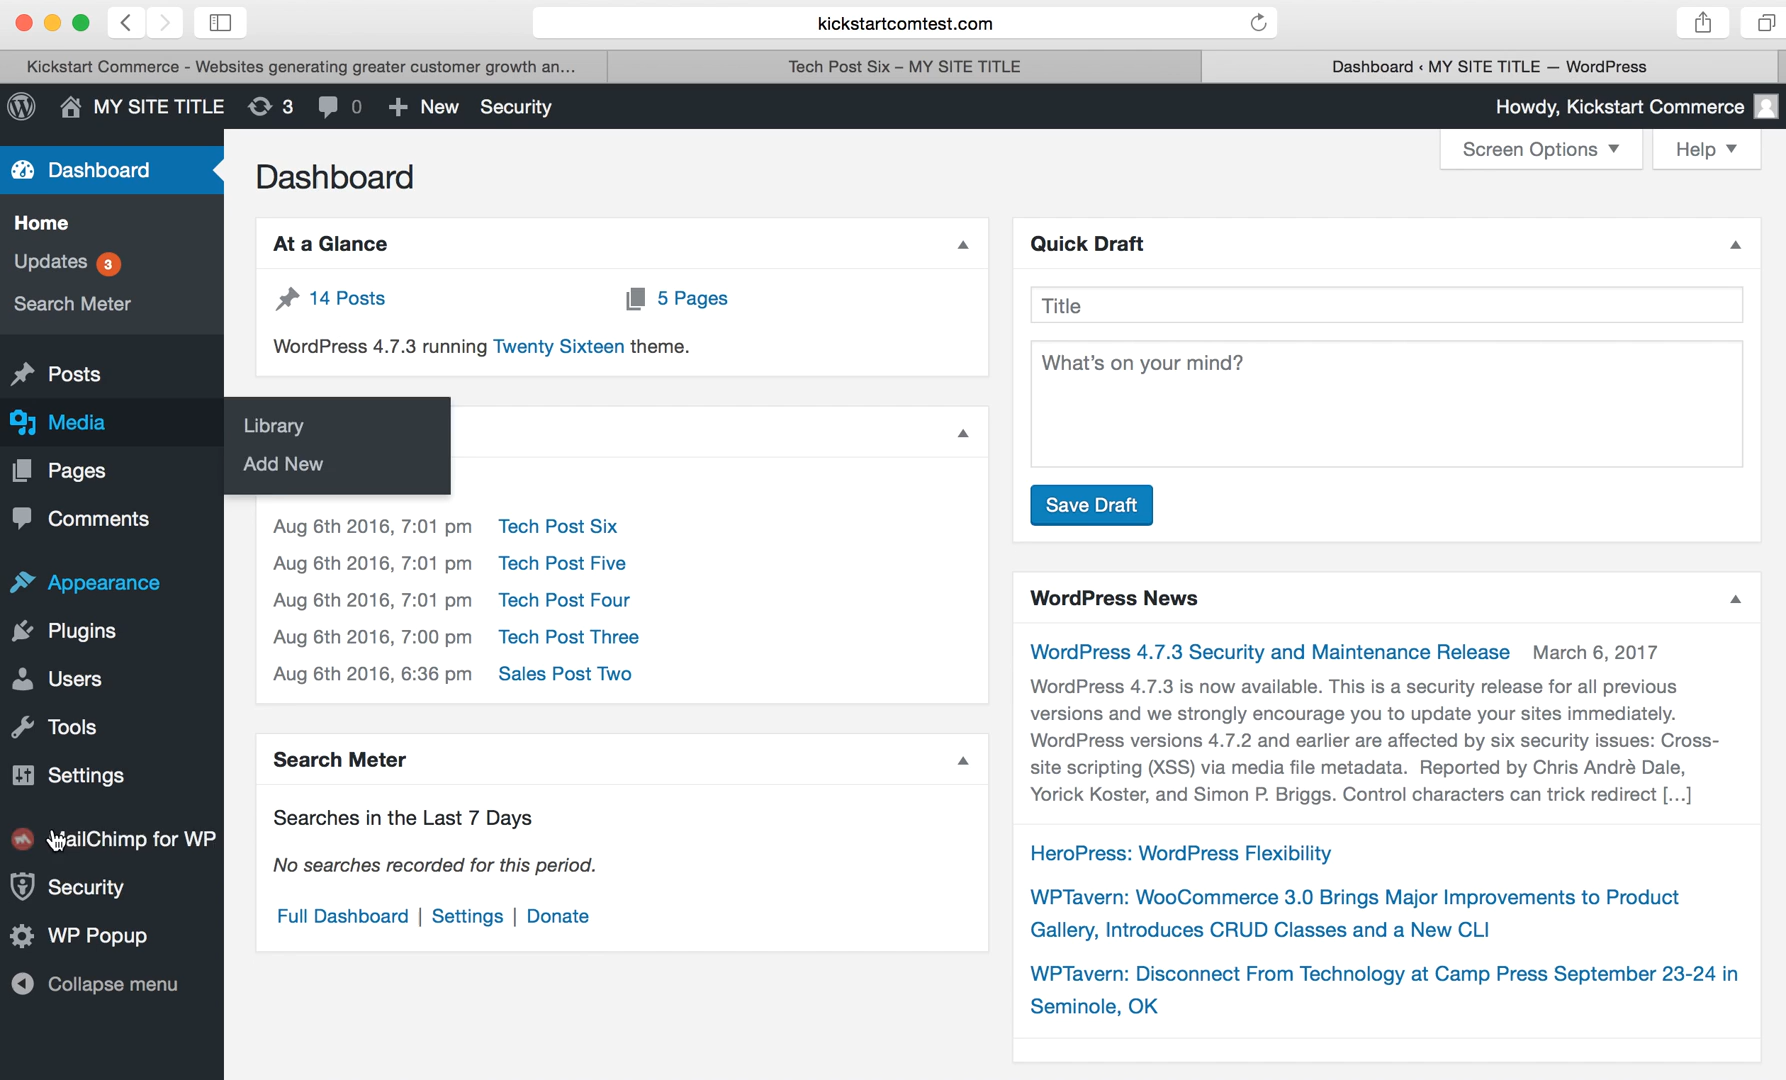 kickstartcomtest.com
Kickstart Commerce - Websites generating greater customer growth an...
Tech Post Six – MY SITE TITLE
Dashboard ‹ MY SITE TITLE — WordPress
MY SITE TITLE
3
0
New
Security
Howdy, Kickstart Commerce
Screen Options
Help
Dashboard
Home
Updates 3
Search Meter
Posts
Media
Library
Add New
Pages
Comments
Appearance
Plugins
Users
Tools
Settings
MailChimp for WP
Security
WP Popup
Collapse menu
Dashboard
At a Glance
14 Posts
5 Pages
WordPress 4.7.3 running Twenty Sixteen theme.
Aug 6th 2016, 7:01 pm Tech Post Six
Aug 6th 2016, 7:01 pm Tech Post Five
Aug 6th 2016, 7:01 pm Tech Post Four
Aug 6th 2016, 7:00 pm Tech Post Three
Aug 6th 2016, 6:36 pm Sales Post Two
Search Meter
Searches in the Last 7 Days
No searches recorded for this period.
Full Dashboard | Settings | Donate
Quick Draft
Title
What's on your mind?
Save Draft
WordPress News
WordPress 4.7.3 Security and Maintenance Release March 6, 2017
WordPress 4.7.3 is now available. This is a security release for all previous
versions and we strongly encourage you to update your sites immediately.
WordPress versions 4.7.2 and earlier are affected by six security issues: Cross-
site scripting (XSS) via media file metadata. Reported by Chris Andrè Dale,
Yorick Koster, and Simon P. Briggs. Control characters can trick redirect [...]
HeroPress: WordPress Flexibility
WPTavern: WooCommerce 3.0 Brings Major Improvements to Product
Gallery, Introduces CRUD Classes and a New CLI
WPTavern: Disconnect From Technology at Camp Press September 23-24 in
Seminole, OK